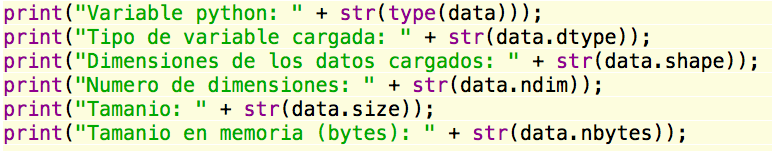 print("Variable python: " + str(type(data)));
print("Tipo de variable cargada: " + str(data.dtype));
print("Dimensiones de los datos cargados: " + str(data.shape));
print("Numero de dimensiones: " + str(data.ndim));
print("Tamanio: " + str(data.size));
print("Tamanio en memoria (bytes): " + str(data.nbytes));